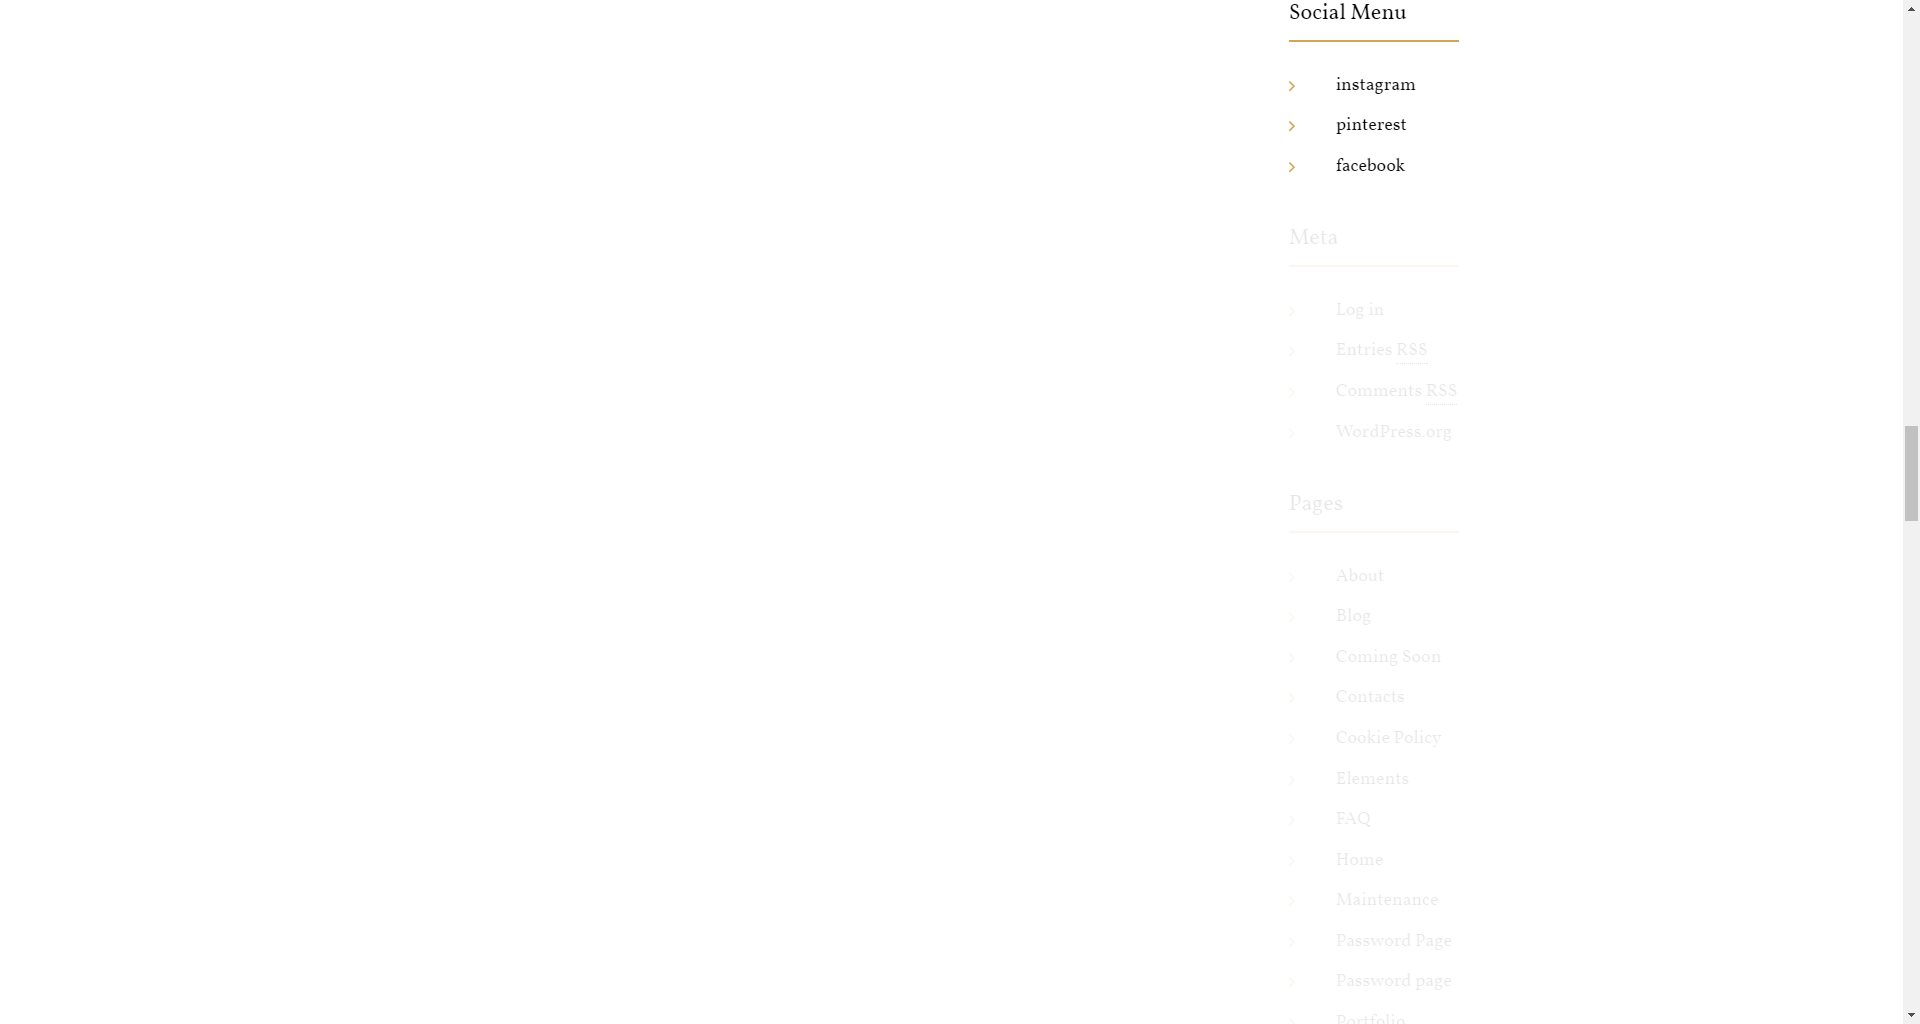 Social Menu
instagram
pinterest
facebook
Meta
Log in
Entries RSS
Comments RSS
WordPress.org
Pages
About
Blog
Coming Soon
Contacts
Cookie Policy
Elements
FAQ
Home
Maintenance
Password Page
Password page
Portfolio